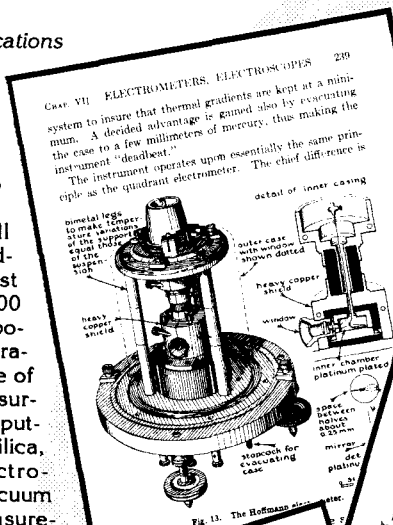 cations
CHAP. VI] ELECTROMETERS, ELECTROSCOPES 239
system to insure that thermal gradients are kept at a mini-
mum. A decided advantage is gained also by evacuating
the case to a few millimeters of mercury, thus making the
instrument "deadbeat."
The instrument operates upon essentially the same prin-
ciple as the quadrant electrometer. The chief difference is
detail of inner casing
bimetal legs
to make temper-
ature variations
of the support
equal those
of the
suspen-
sion
outer case
with window
shown dotted
heavy
copper
shield
heavy copper
shield
window
inner chamber
platinum plated
space
between
halves
about
0.25 mm
mirror
stopcock for
evacuating
case
det
platinu
Fig. 13. The Hoffmann meter.
ll
d-
st
00
po-
ra-
e of
sur-
put-
ilica,
ectro-
cuum
asure-